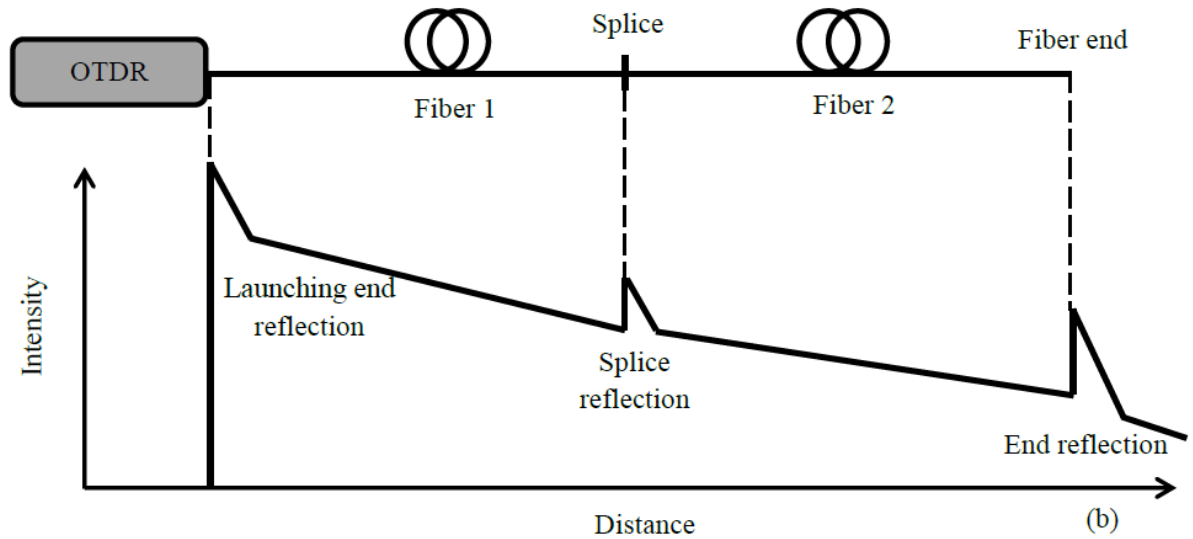 OTDR
Splice
Fiber end
Fiber 1
Fiber 2
Intensity
Launching end
reflection
Splice
reflection
End reflection
Distance
(b)